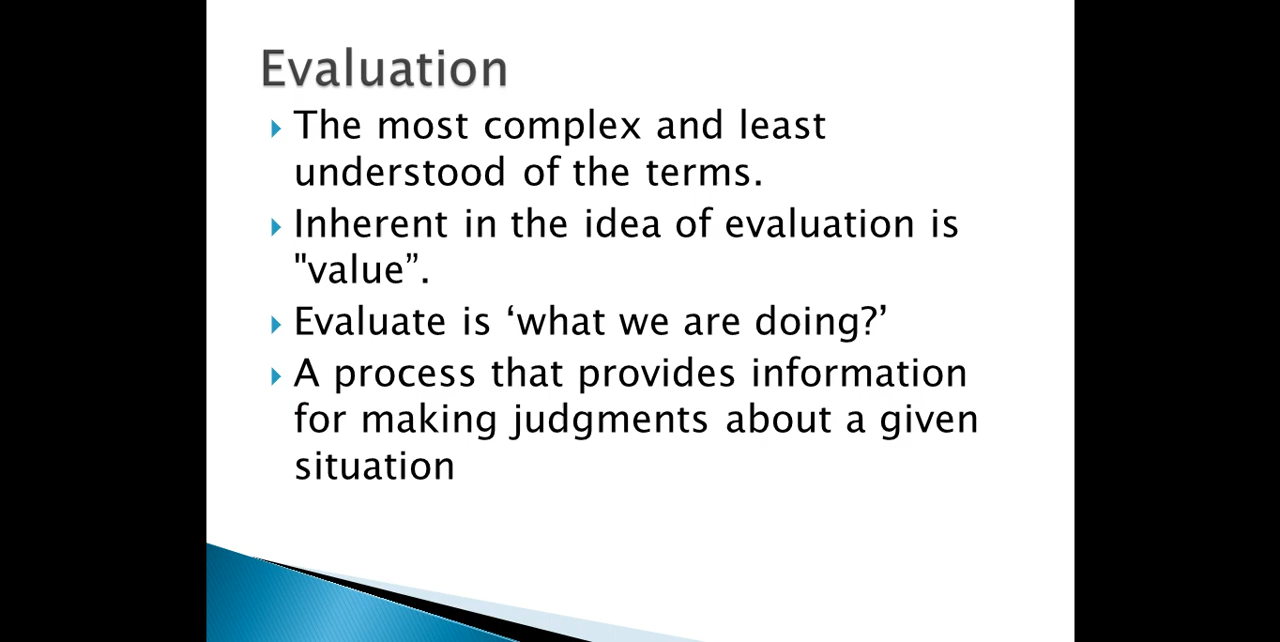 Evaluation
The most complex and least
understood of the terms.
Inherent in the idea of evaluation is
"value”.
Evaluate is ‘what we are doing?’
A process that provides information
for making judgments about a given
situation